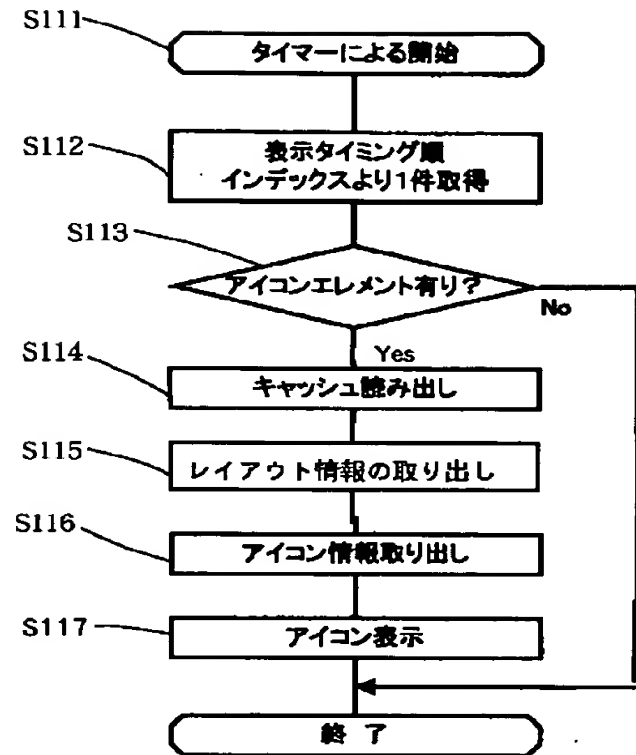 S111
タイマーによる開始
S112
表示タイミング順
インデックスより1件取得
S113
アイコンエレメント有り?
No
Yes
S114
キャッシュ読み出し
S115
レイアウト情報の取り出し
S116
アイコン情報取り出し
S117
アイコン表示
終了